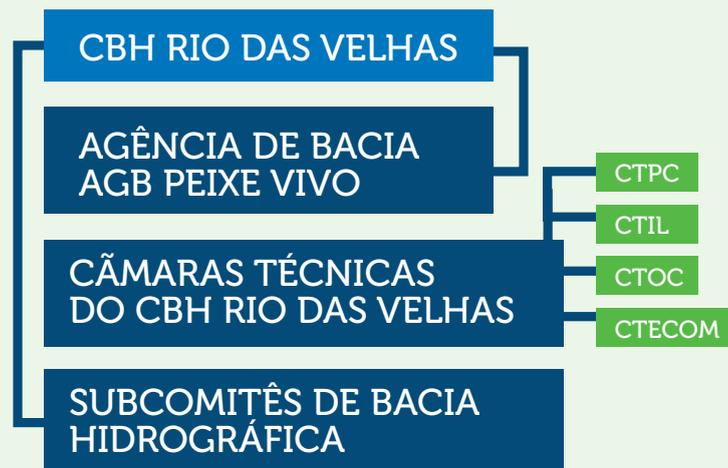 CBH RIO DAS VELHAS
AGÊNCIA DE BACIA
AGB PEIXE VIVO
CÃMARAS TÉCNICAS
DO CBH RIO DAS VELHAS
SUBCOMITÊS DE BACIA
HIDROGRÁFICA
CTPC
CTIL
CTOC
CTECOM